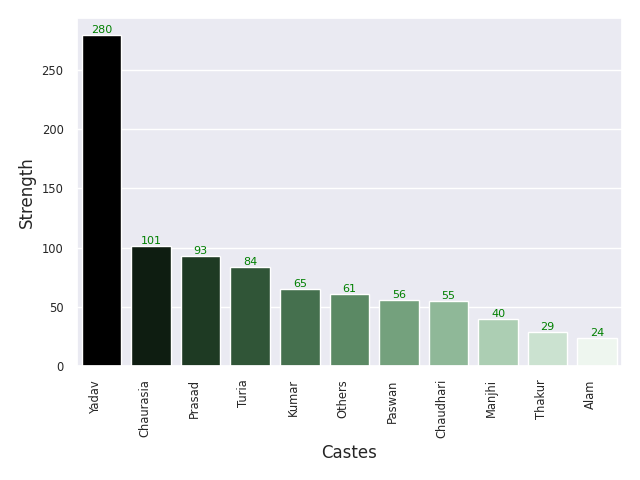 280
250
200
150
100
50
0
Strength
101
93
84
65
61
56
55
40
29
24
Yadav
Chaurasia
Prasad
Turia
Kumar
Others
Paswan
Chaudhari
Manjhi
Thakur
Alam
Castes